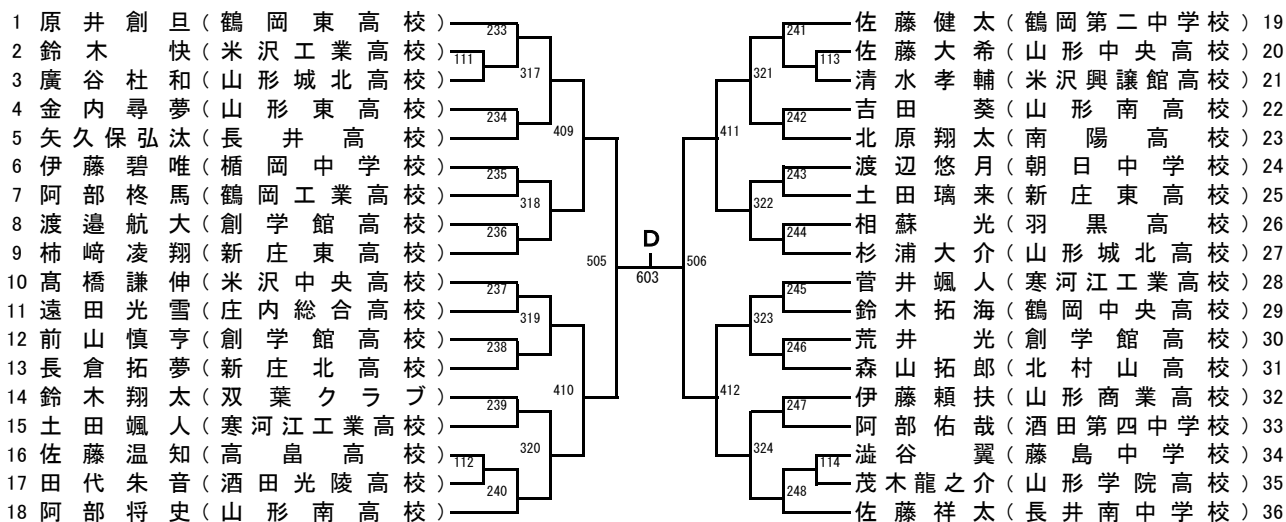 1 原井創旦(鶴岡東高校)
2 鈴木快(米沢工業高校)
3 廣谷杜和(山形城北高校)
4 金内尋夢(山形東高校)
5 矢久保弘汰(長井高校)
6 伊藤碧唯(楯岡中学校)
7 阿部柊馬(鶴岡工業高校)
8 渡邉航大(創学館高校)
9 柿﨑凌翔(新庄東高校)
10 髙橋謙伸(米沢中央高校)
11 遠田光雪(庄内総合高校)
12 前山慎亨(創学館高校)
13 長倉拓夢(新庄北高校)
14 鈴木翔太(双葉クラブ)
15 土田颯人(寒河江工業高校)
16 佐藤温知(高畠高校)
17 田代朱音(酒田光陵高校)
18 阿部将史(山形南高校)
233
111
317
234
409
235
318
236
505
237
319
238
410
239
320
112
240
D
603
241
113
321
242
411
243
322
244
506
245
323
246
412
247
324
114
248
佐藤健太(鶴岡第二中学校) 19
佐藤大希(山形中央高校) 20
清水孝輔(米沢興譲館高校) 21
吉田葵(山形南高校) 22
北原翔太(南陽高校) 23
渡辺悠月(朝日中学校) 24
土田璃来(新庄東高校) 25
相蘇光(羽黒高校) 26
杉浦大介(山形城北高校) 27
菅井颯人(寒河江工業高校) 28
鈴木拓海(鶴岡中央高校) 29
荒井光(創学館高校) 30
森山拓郎(北村山高校) 31
伊藤頼扶(山形商業高校) 32
阿部佑哉(酒田第四中学校) 33
澁谷翼(藤島中学校) 34
茂木龍之介(山形学院高校) 35
佐藤祥太(長井南中学校) 36